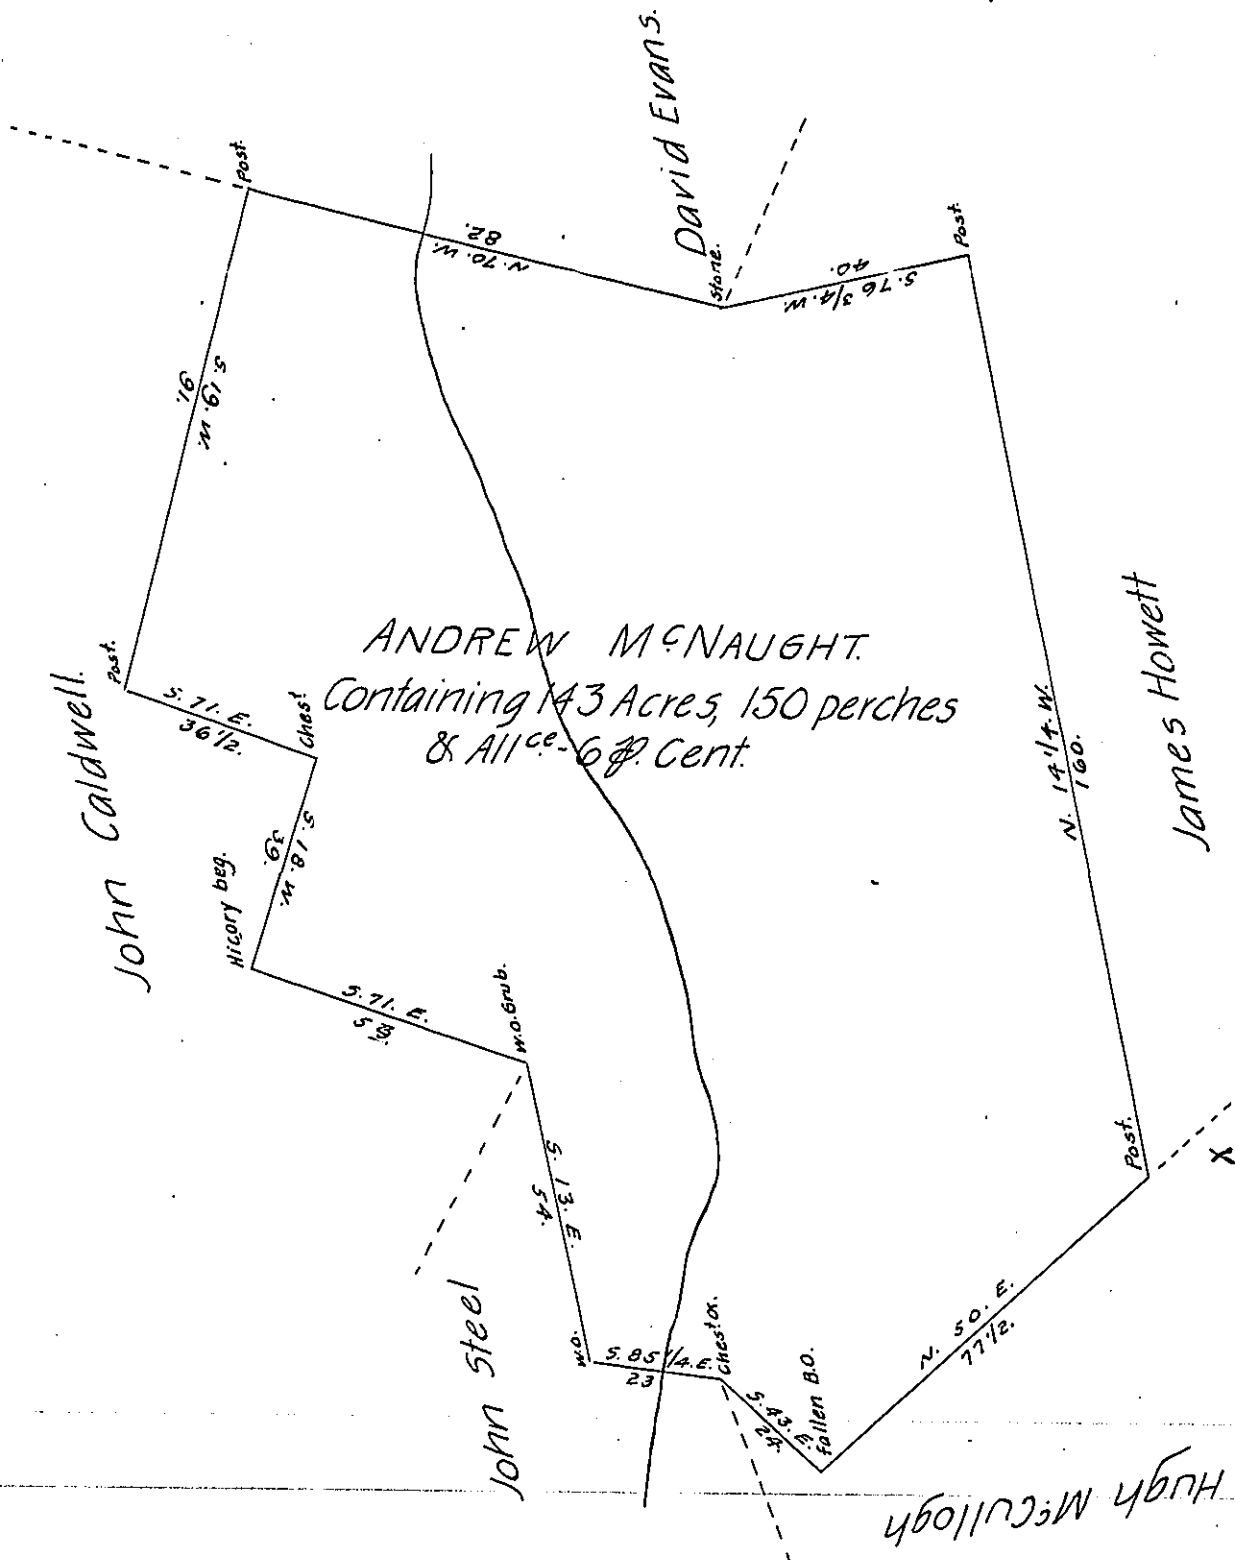 David Evans.
Post.
Post.
N. 70. W.
82.
Stone.
S. 76 3/4. W.
40.
Post.
S. 19. W.
91.
ANDREW McNAUGHT.
Containing 143 Acres, 150 perches
& Allce - 6 ⅌. Cent.
John Caldwell.
S. 71. E.
36 1/2.
Chest.
S. 18. W.
39.
Hicory beg.
S. 71. E.
W.O. Grub.
S. 13. E.
54.
John Steel
W.O.
S. 85 1/4. E.
23
Chest. Or.
Fallen B.O.
N. 50. E.
77 1/2.
Post.
X
N. 14 1/4. W.
160.
James Howett
Hugh McCullogh